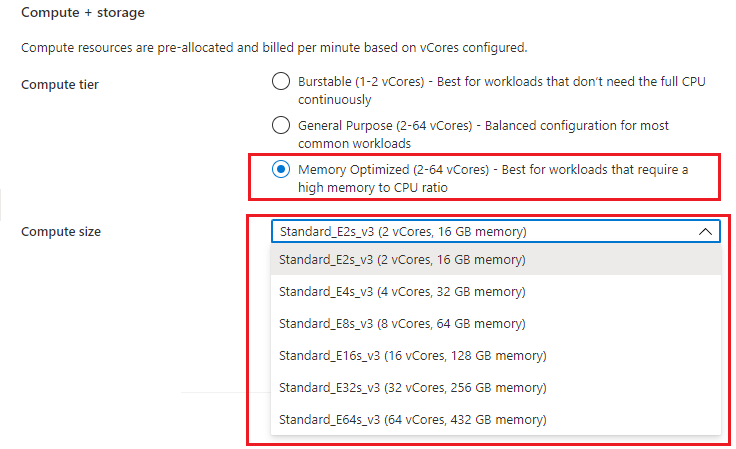 Compute + storage
Compute resources are pre-allocated and billed per minute based on vCores configured.
Compute tier
Burstable (1-2 vCores) - Best for workloads that don’t need the full CPU
continuously
General Purpose (2-64 vCores) - Balanced configuration for most
common workloads
Memory Optimized (2-64 vCores) - Best for workloads that require a
high memory to CPU ratio
Compute size
Standard_E2s_v3 (2 vCores, 16 GB memory)
Standard_E2s_v3 (2 vCores, 16 GB memory)
Standard_E4s_v3 (4 vCores, 32 GB memory)
Standard_E8s_v3 (8 vCores, 64 GB memory)
Standard_E16s_v3 (16 vCores, 128 GB memory)
Standard_E32s_v3 (32 vCores, 256 GB memory)
Standard_E64s_v3 (64 vCores, 432 GB memory)